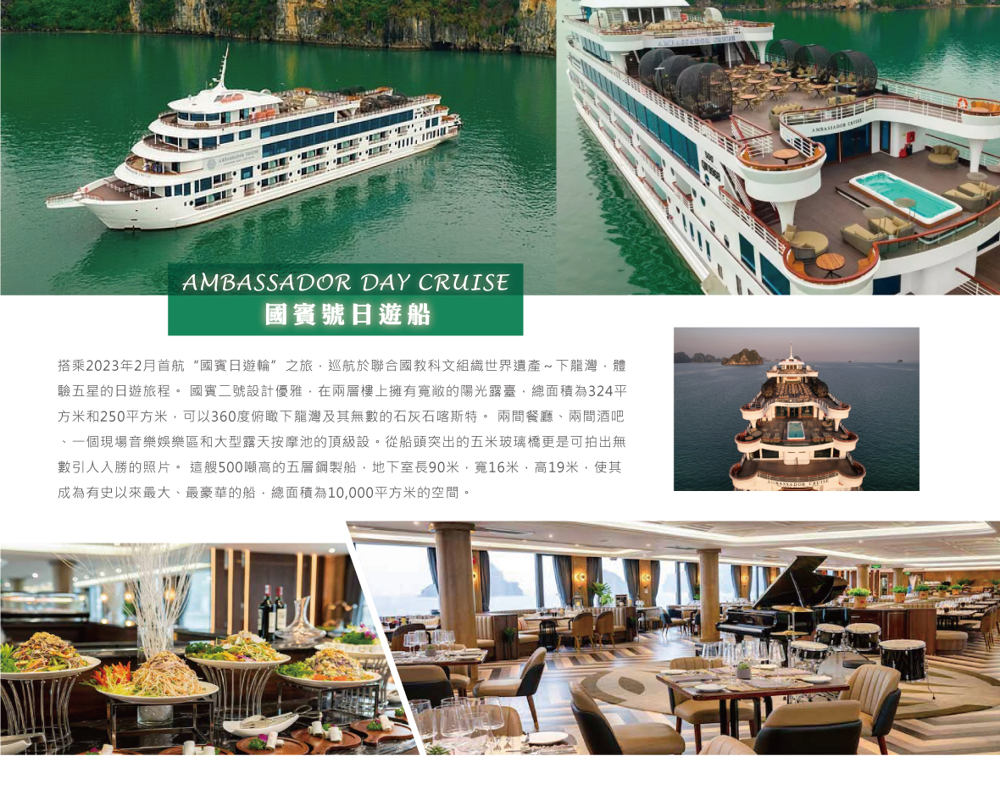 AMBASSADOR CRUISE
AMBASSADOR CRUISE
AMBASSADOR CRUISE
AMBASSADOR DAY CRUISE
國賓號日遊船
搭乘2023年2月首航“國賓日遊輪”之旅，巡航於聯合國教科文組織世界遺產~下龍灣，體
驗五星的日遊旅程。 國賓二號設計優雅，在兩層樓上擁有寬敞的陽光露臺，總面積為324平
方米和250平方米，可以360度俯瞰下龍灣及其無數的石灰石喀斯特。 兩間餐廳、兩間酒吧
、一個現場音樂娛樂區和大型露天按摩池的頂級設。從船頭突出的五米玻璃橋更是可拍出無
數引人入勝的照片。 這艘500噸高的五層鋼製船，地下室長90米，寬16米，高19米，使其
成為有史以來最大、最豪華的船，總面積為10,000平方米的空間。
AMBASSADOR CRUISE